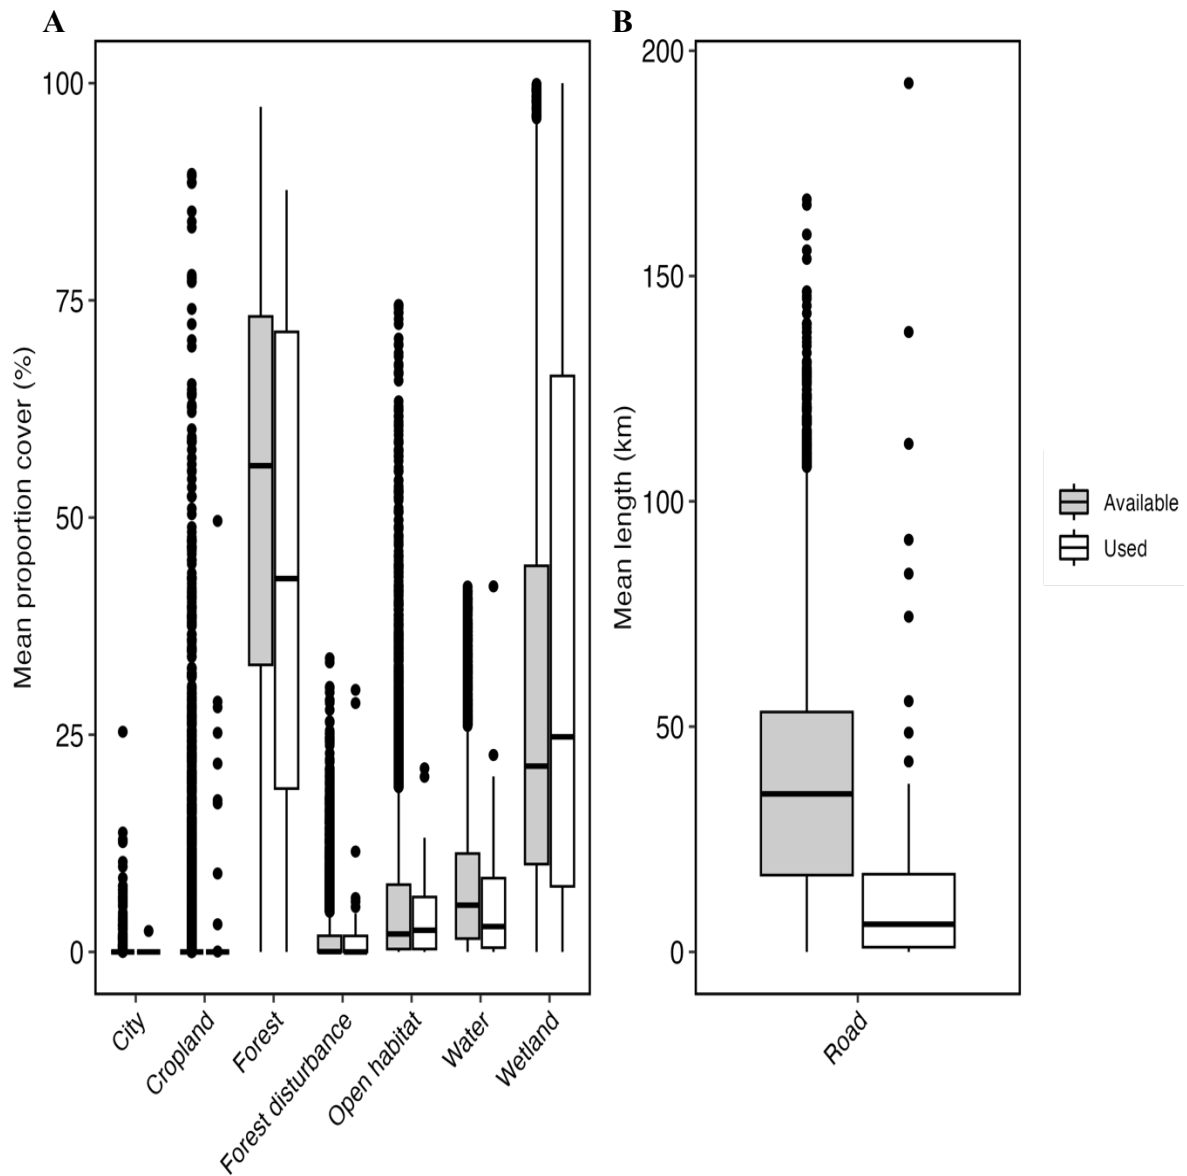 A
B
Mean proportion cover (%)
100
75
50
25
0
City
Cropland
Forest
Forest disturbance
Open habitat
Water
Wetland
Mean length (km)
200
150
100
50
0
Road
Available
Used